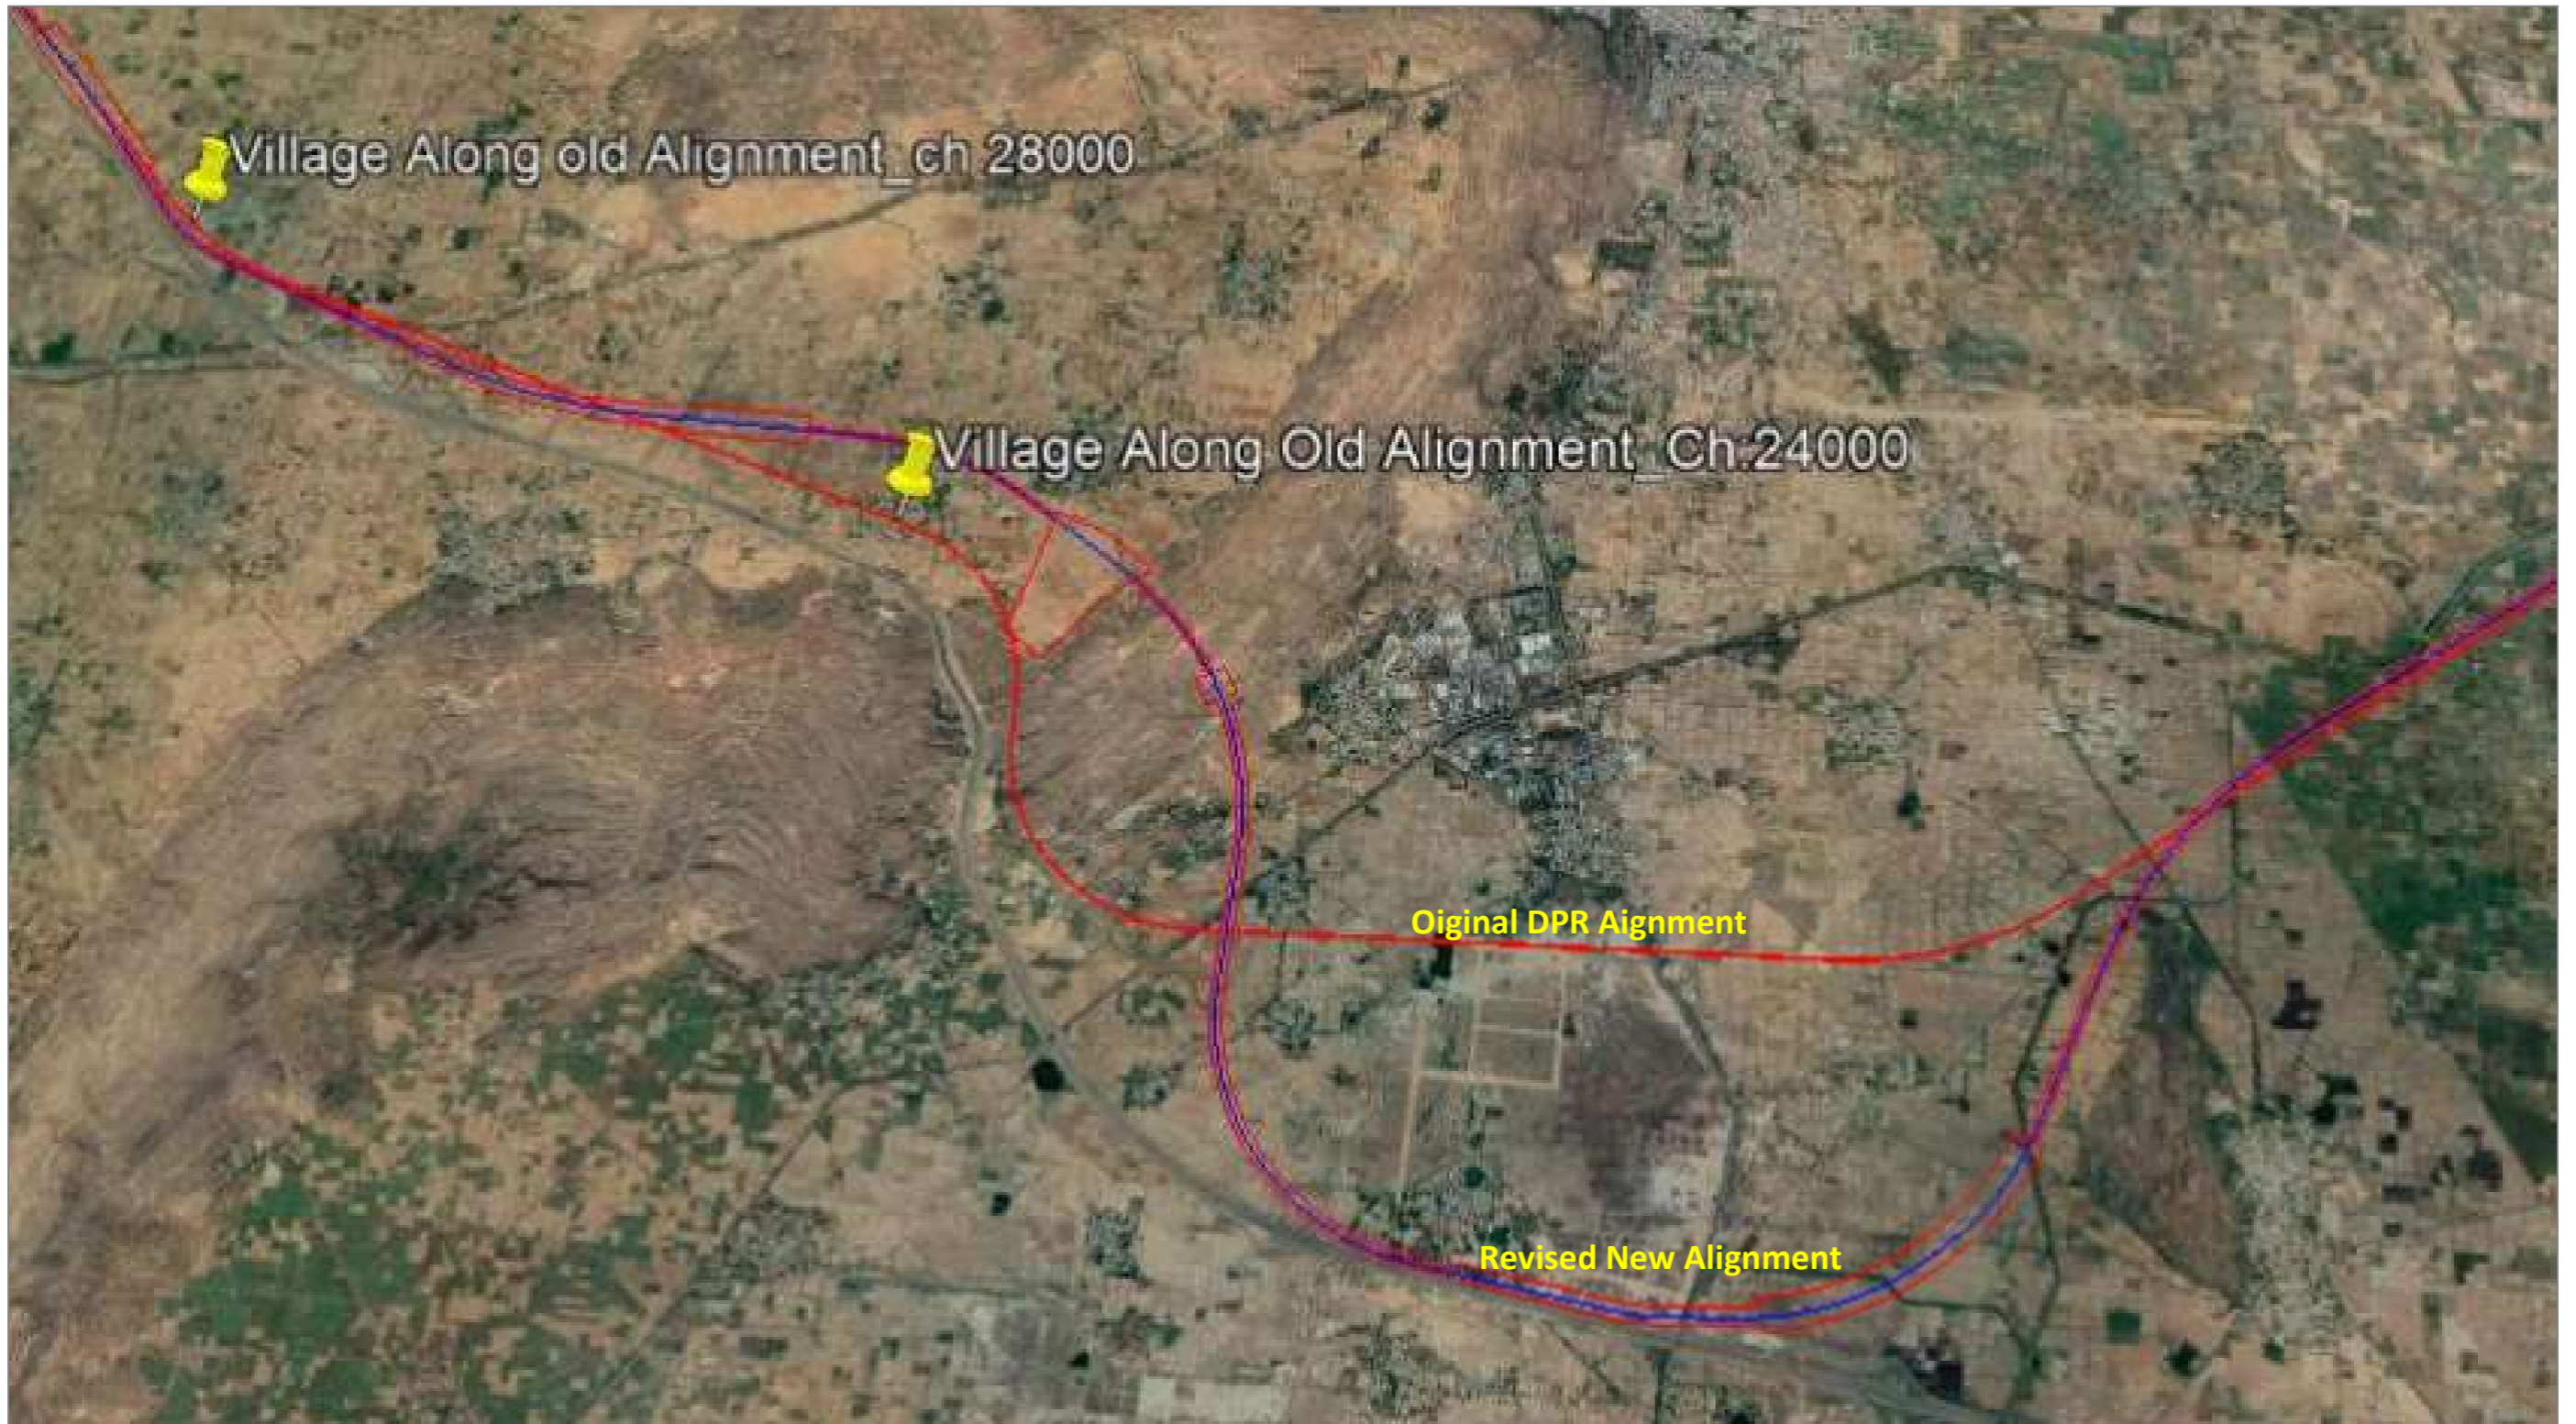 Village Along old Alignment_ch 28000
Village Along Old Alignment_Ch:24000
Oiginal DPR Aignment
Revised New Alignment